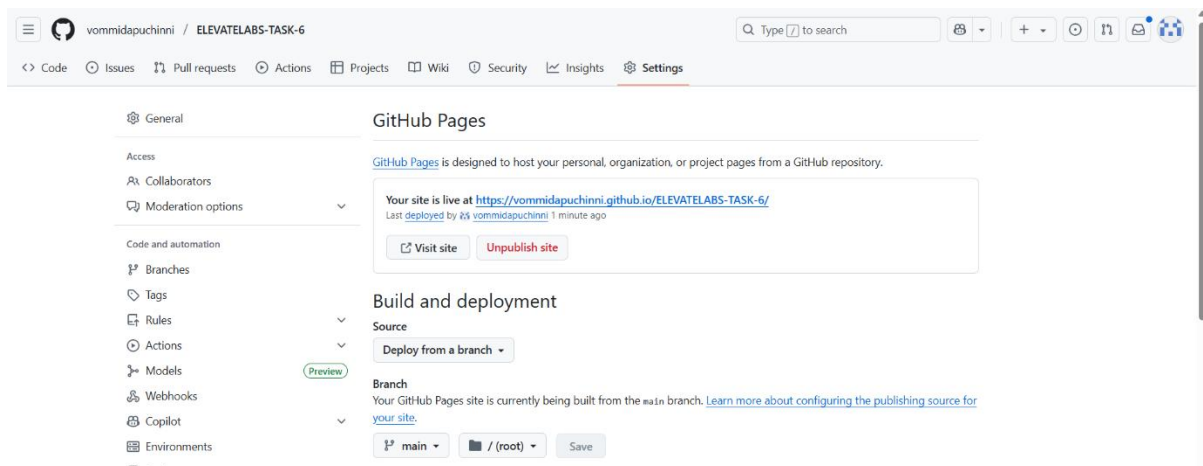 vommidapuchinni / ELEVATELABS-TASK-6
Type / to search
Code Issues Pull requests Actions Projects Wiki Security Insights Settings
General
Access
Collaborators
Moderation options
Code and automation
Branches
Tags
Rules
Actions
Models Preview
Webhooks
Copilot
Environments
GitHub Pages
GitHub Pages is designed to host your personal, organization, or project pages from a GitHub repository.
Your site is live at https://vommidapuchinni.github.io/ELEVATELABS-TASK-6/
Last deployed by vommidapuchinni 1 minute ago
Visit site Unpublish site
Build and deployment
Source
Deploy from a branch
Branch
Your GitHub Pages site is currently being built from the main branch. Learn more about configuring the publishing source for
your site.
main / (root) Save